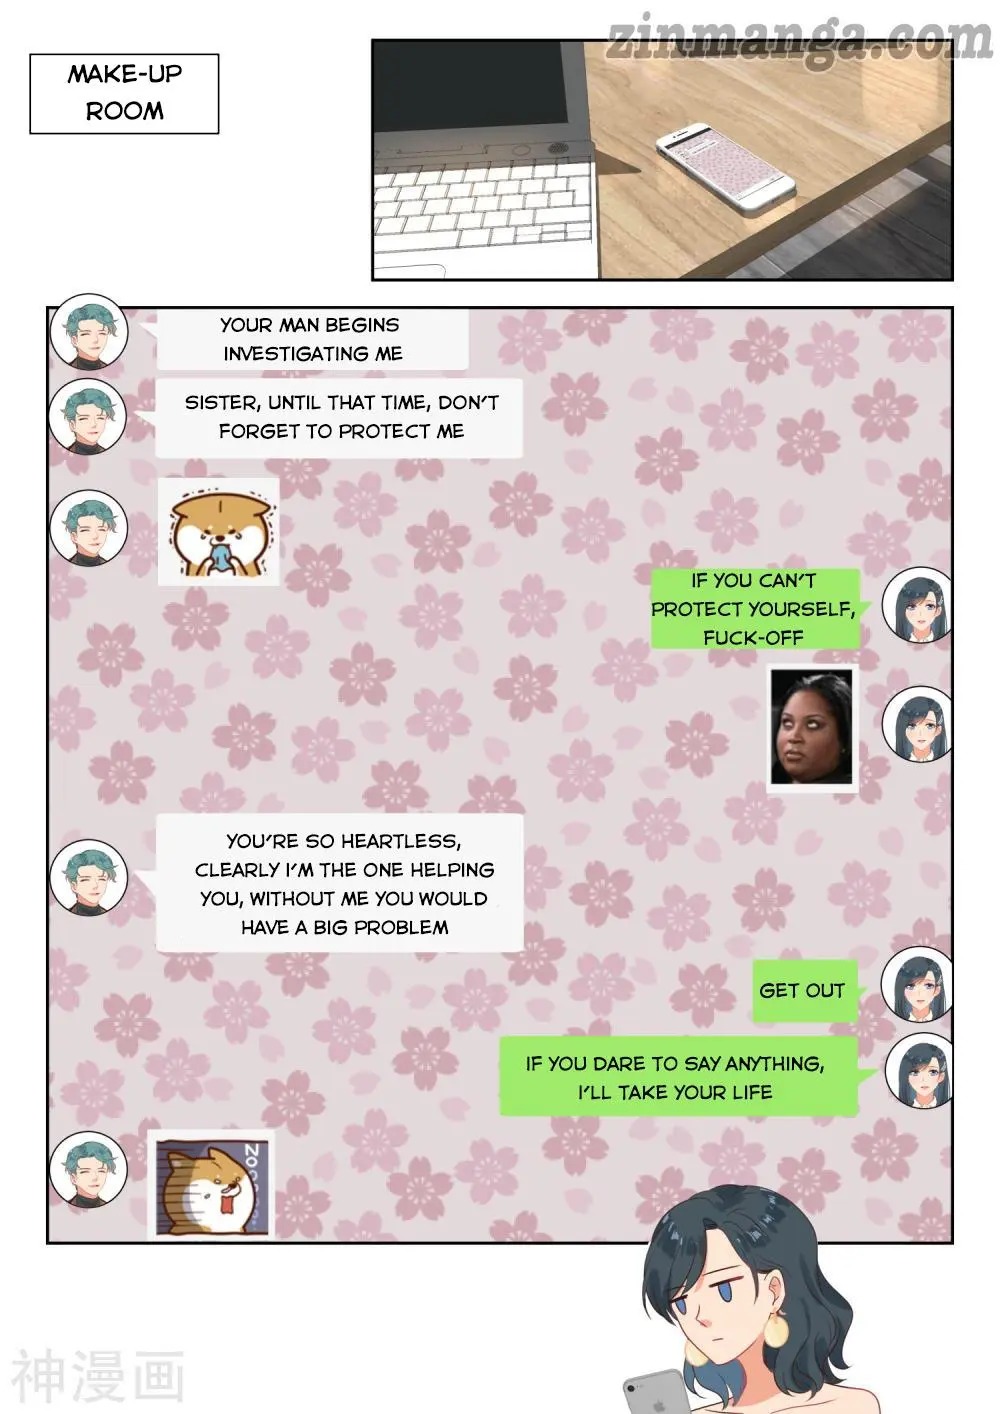 zinmanga.com
MAKE-UP
ROOM
YOUR MAN BEGINS
INVESTIGATING ME
SISTER, UNTIL THAT TIME, DON'T
FORGET TO PROTECT ME
IF YOU CAN'T
PROTECT YOURSELF,
FUCK-OFF
YOU'RE SO HEARTLESS,
CLEARLY I'M THE ONE HELPING
YOU, WITHOUT ME YOU WOULD
HAVE A BIG PROBLEM
GET OUT
IF YOU DARE TO SAY ANYTHING,
I'LL TAKE YOUR LIFE
神漫画